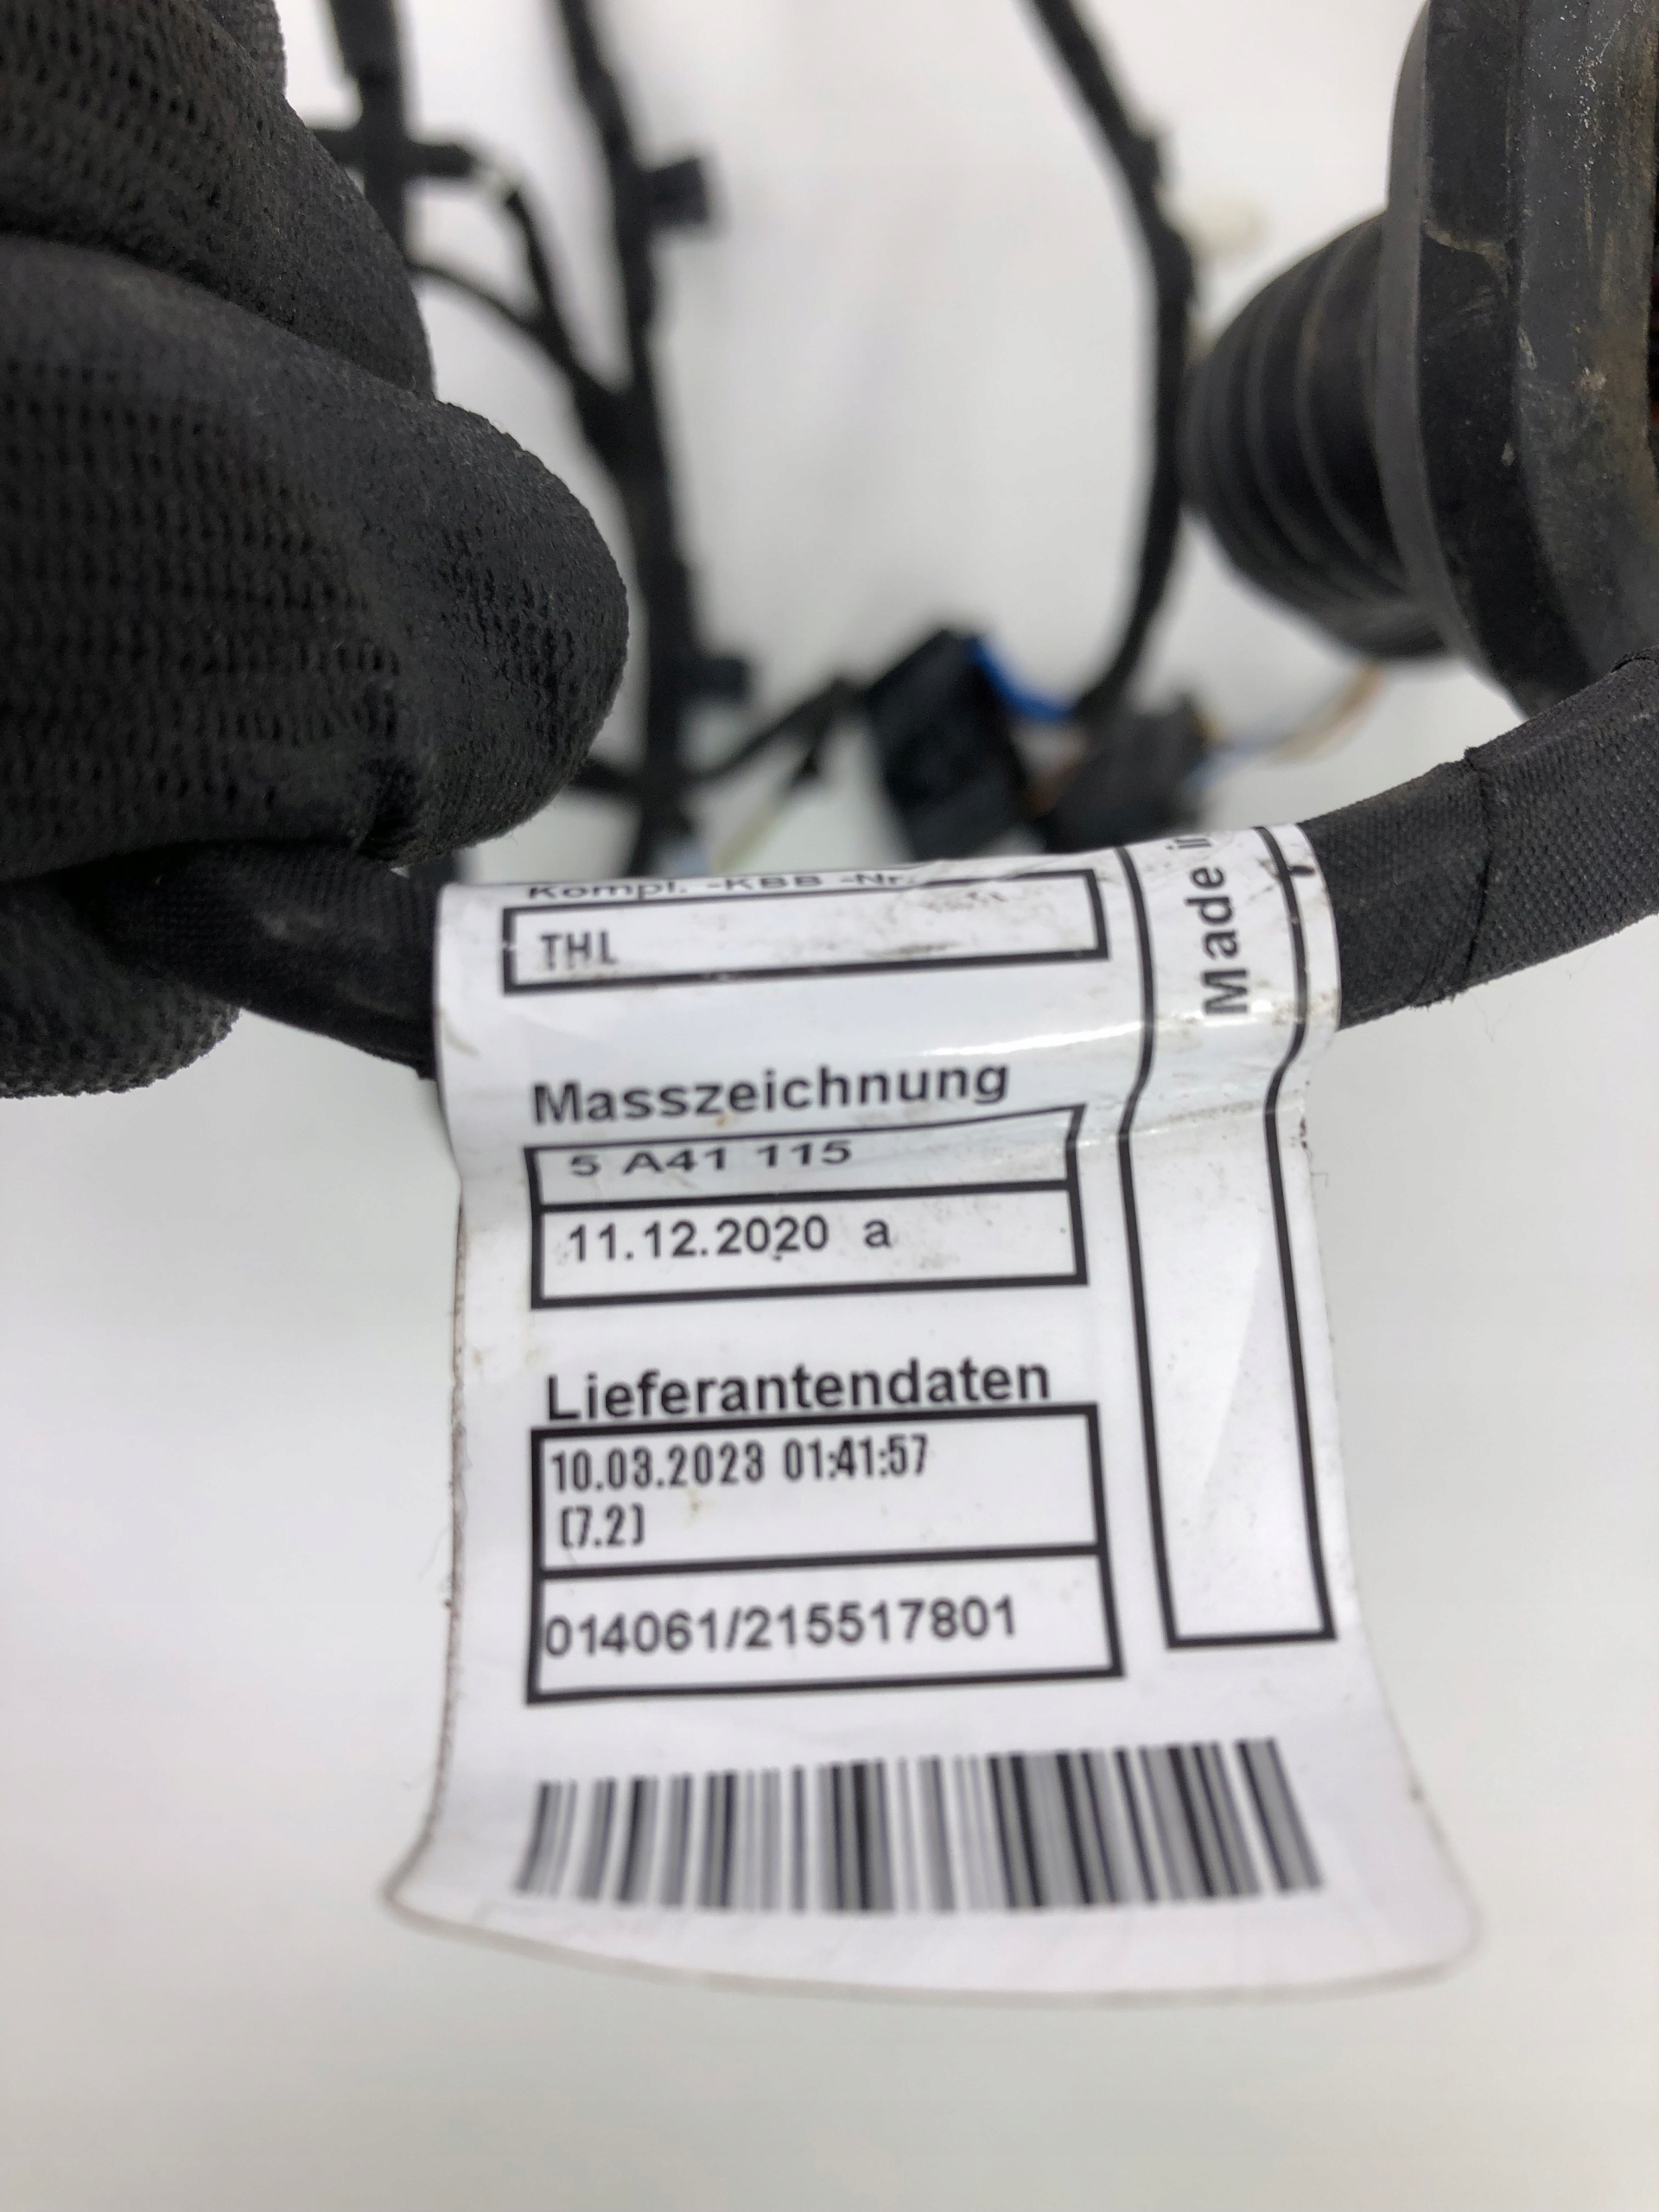 Kompl. -KBB -Nr.
THL
Made
Masszeichnung
5 A41 115
11.12.2020 a
Lieferantendaten
10.03.2023 01:41:57
(7.2)
014061/215517801